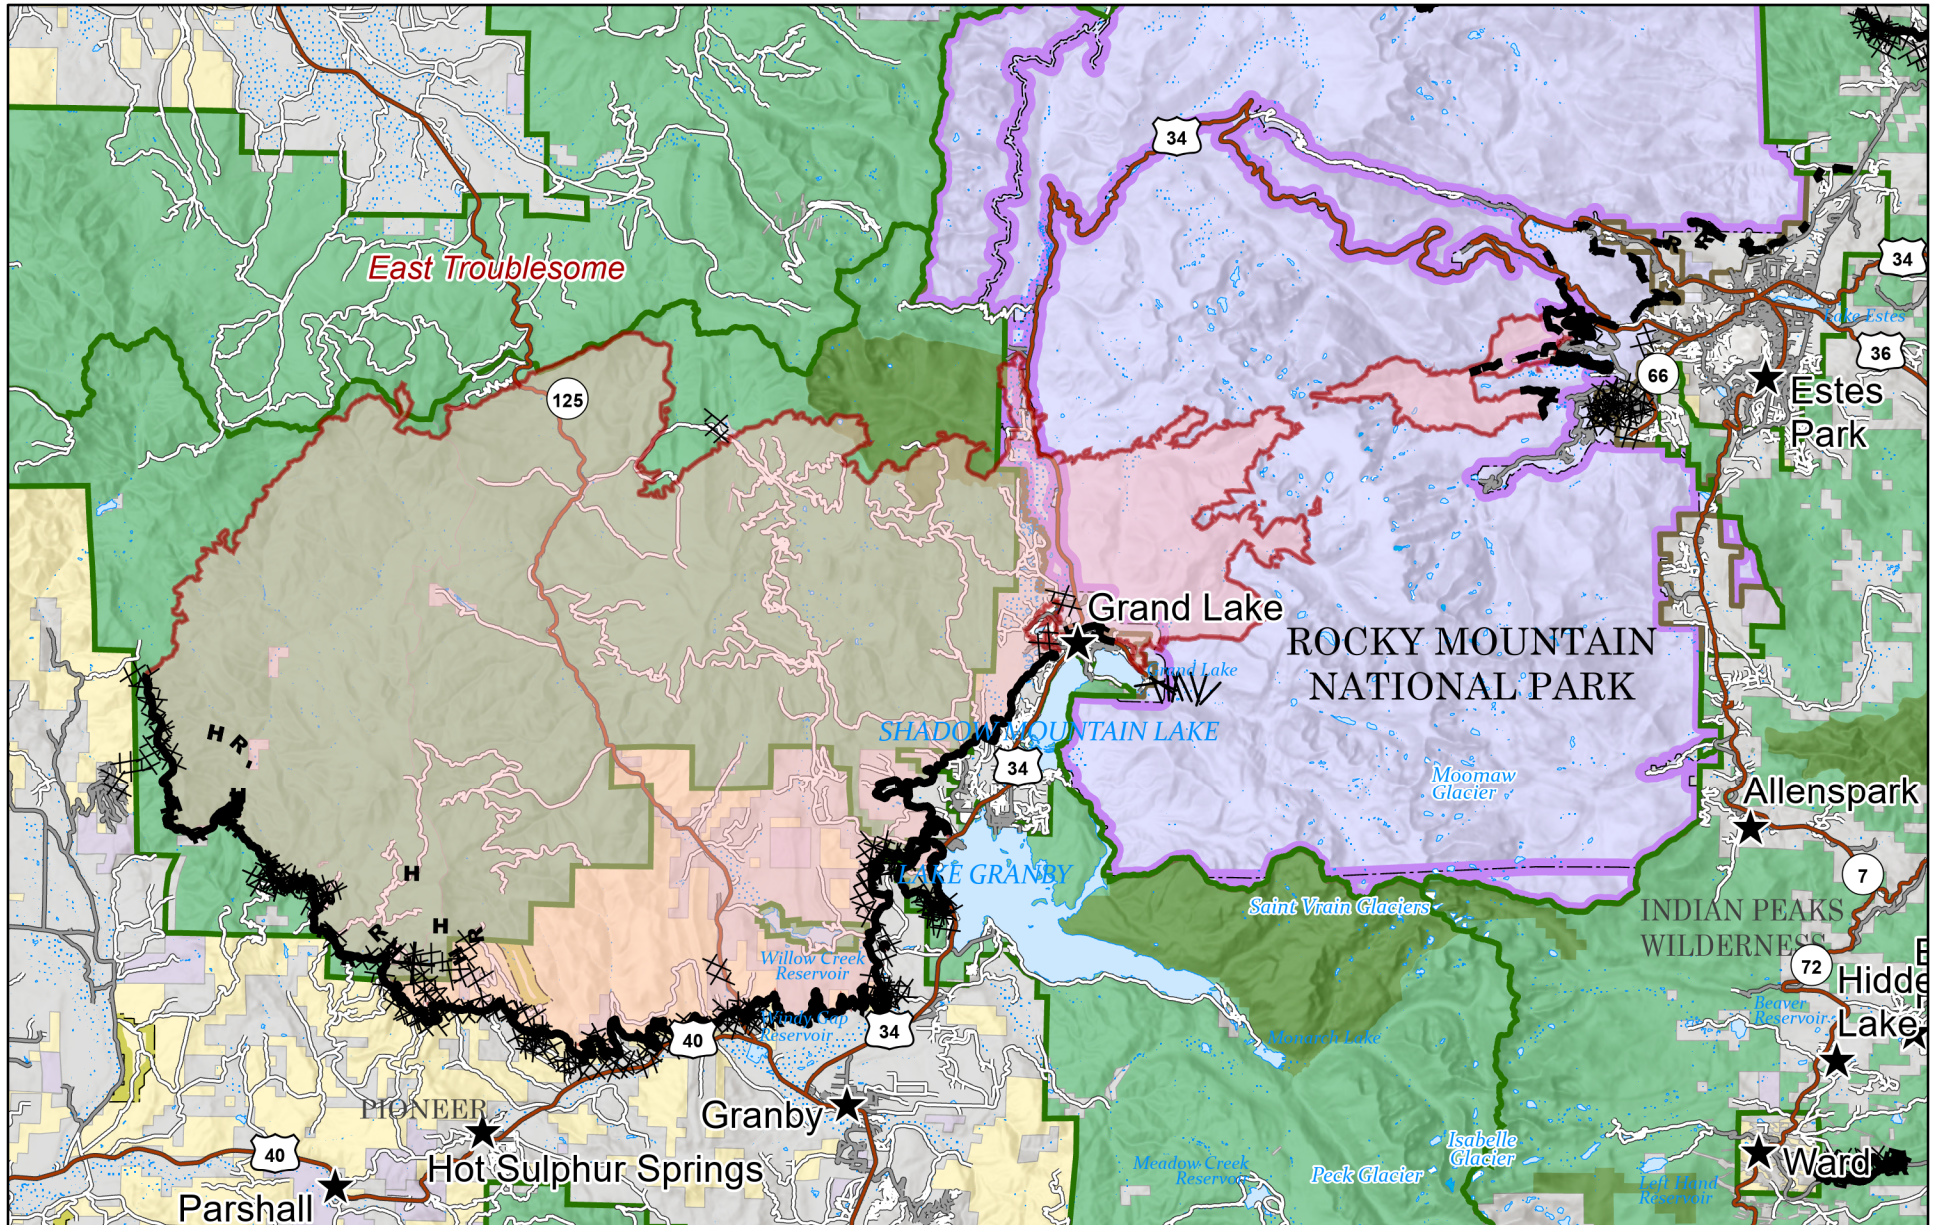 34
East Troublesome
34
Lake Estes
36
66
125
Estes
Park
Grand Lake
ROCKY MOUNTAIN
NATIONAL PARK
Grand Lake
H R
SHADOW MOUNTAIN LAKE
34
Moomaw
Glacier
H
Allenspark
LAKE GRANBY
H
7
Saint Vrain Glaciers
INDIAN PEAKS
WILDERNESS
R
H
R
Willow Creek
Reservoir
72
Hidde
Lake
Beaver
Reservoir
Windy Gap
Reservoir
40
34
Monarch Lake
PIONEER
Granby
Hot Sulphur Springs
40
Parshall
Isabelle
Glacier
Meadow Creek
Reservoir
Peck Glacier
Ward
Left Hand
Reservoir